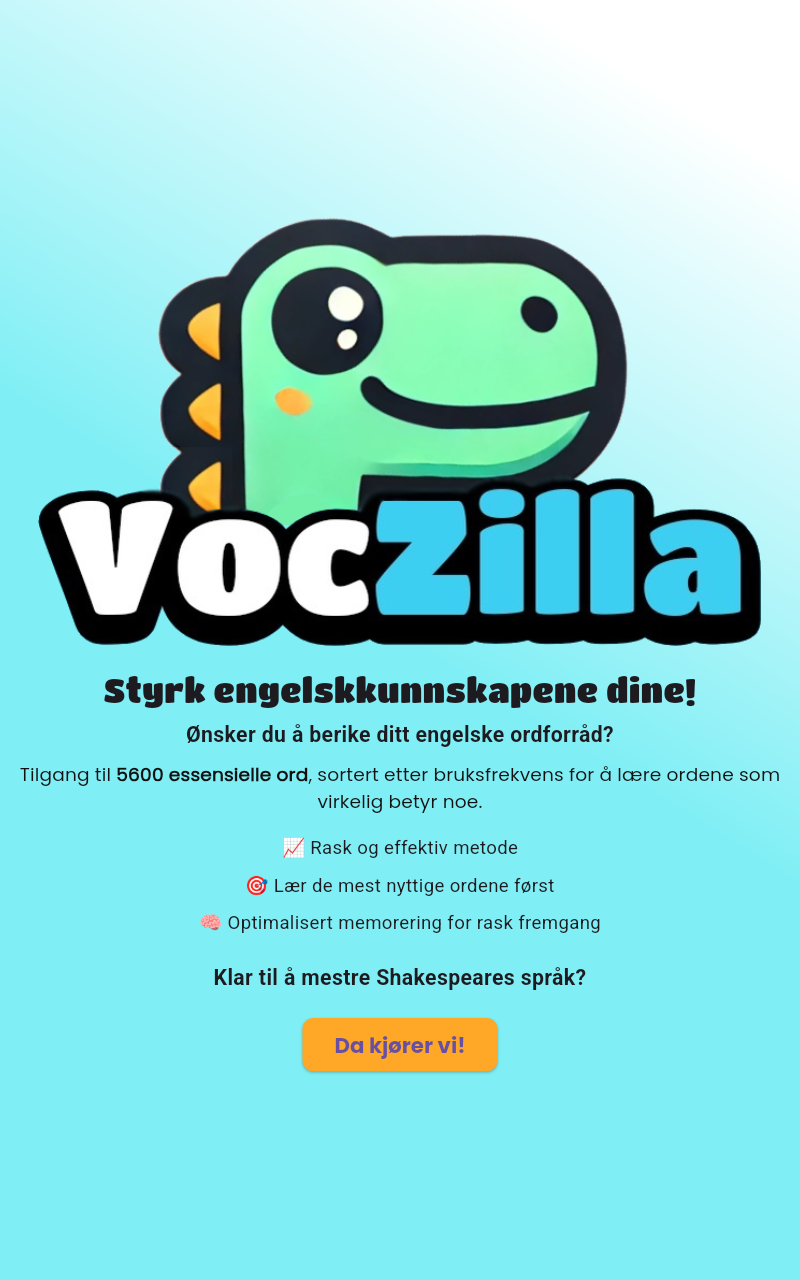 VocZilla
Styrk engelskkunnskapene dine!
Ønsker du å berike ditt engelske ordforråd?
Tilgang til 5600 essensielle ord, sortert etter bruksfrekvens for å lære ordene som
virkelig betyr noe.
📈 Rask og effektiv metode
🎯 Lær de mest nyttige ordene først
🧠 Optimalisert memorering for rask fremgang
Klar til å mestre Shakespeares språk?
Da kjører vi!